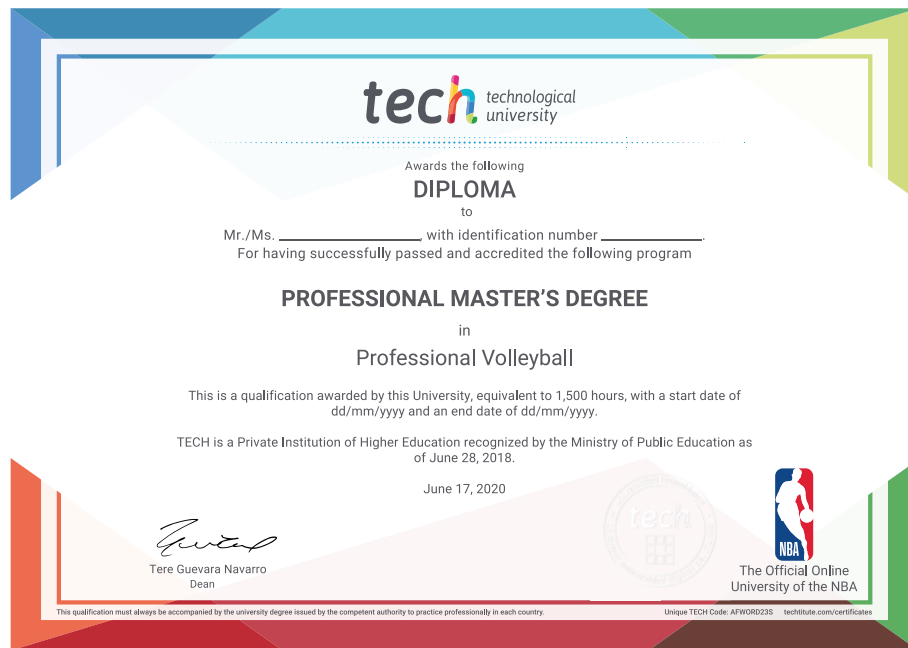 tech technological
university
Awards the following
DIPLOMA
to
Mr./Ms. ________________, with identification number ____________.
For having successfully passed and accredited the following program
PROFESSIONAL MASTER'S DEGREE
in
Professional Volleyball
This is a qualification awarded by this University, equivalent to 1,500 hours, with a start date of
dd/mm/yyyy and an end date of dd/mm/yyyy.
TECH is a Private Institution of Higher Education recognized by the Ministry of Public Education as
of June 28, 2018.
June 17, 2020
tech
Tere Guevara Navarro
Dean
NBA
The Official Online
University of the NBA
This qualification must always be accompanied by the university degree issued by the competent authority to practice professionally in each country.
Unique TECH Code: AFWORD23S techtitute.com/certificates